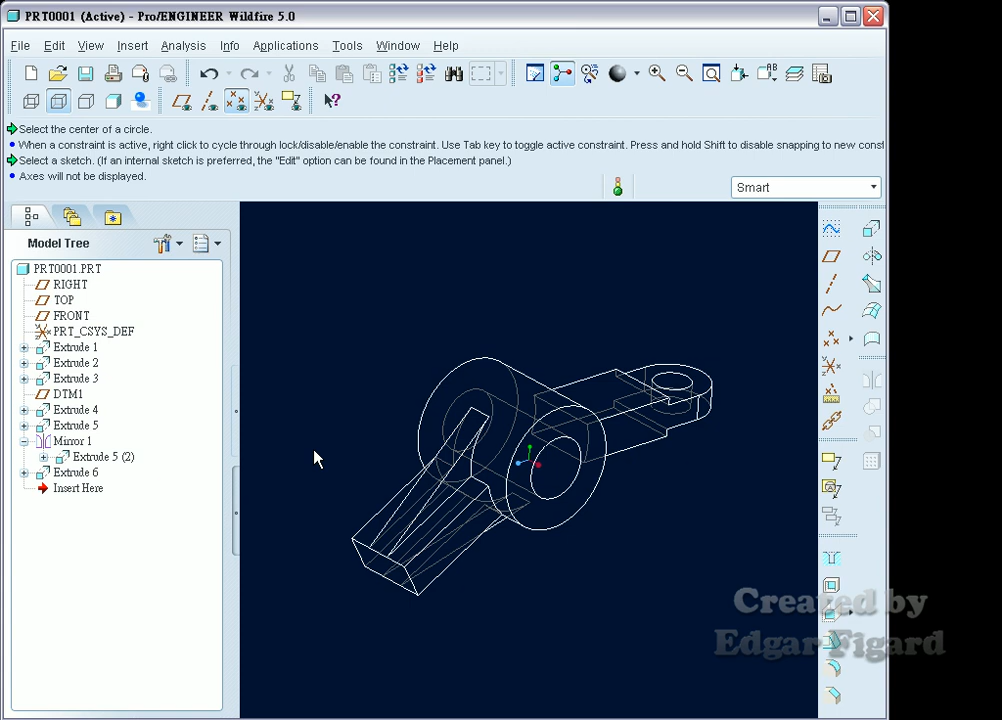 PRT0001 (Active) - Pro/ENGINEER Wildfire 5.0
File Edit View Insert Analysis Info Applications Tools Window Help
Select the center of a circle.
When a constraint is active, right click to cycle through lock/disable/enable the constraint. Use Tab key to toggle active constraint. Press and hold Shift to disable snapping to new const
Select a sketch. (If an internal sketch is preferred, the "Edit" option can be found in the Placement panel.)
Axes will not be displayed.
Smart
Model Tree
PRT0001.PRT
RIGHT
TOP
FRONT
PRT_CSYS_DEF
Extrude 1
Extrude 2
Extrude 3
DTM1
Extrude 4
Extrude 5
Mirror 1
Extrude 5 (2)
Extrude 6
Insert Here
Created by
Edgar Figard